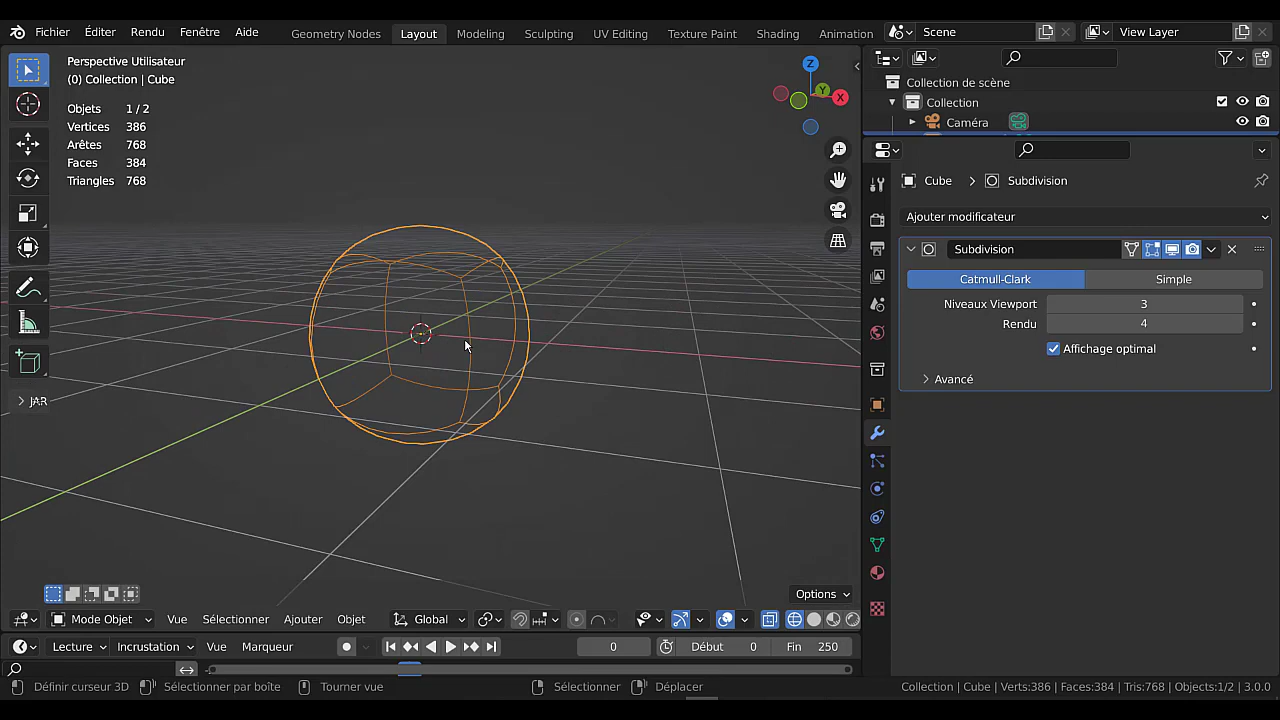 Fichier Éditer Rendu Fenêtre Aide Geometry Nodes Layout Modeling Sculpting UV Editing Texture Paint Shading Animation Scene View Layer
Perspective Utilisateur
(0) Collection | Cube
Objets 1 / 2
Vertices 386
Arêtes 768
Faces 384
Triangles 768
Z
Y
X
JAR
Options
Mode Objet Vue Sélectionner Ajouter Objet Global
Lecture Incrustation Vue Marqueur 0 Début 0 Fin 250
Collection de scène
Collection
Caméra
Cube Subdivision
Ajouter modificateur
Subdivision
Catmull-Clark Simple
Niveaux Viewport 3
Rendu 4
Affichage optimal
Avancé
Définir curseur 3D Sélectionner par boîte Tourner vue Sélectionner Déplacer Collection | Cube | Verts:386 | Faces:384 | Tris:768 | Objects:1/2 | 3.0.0